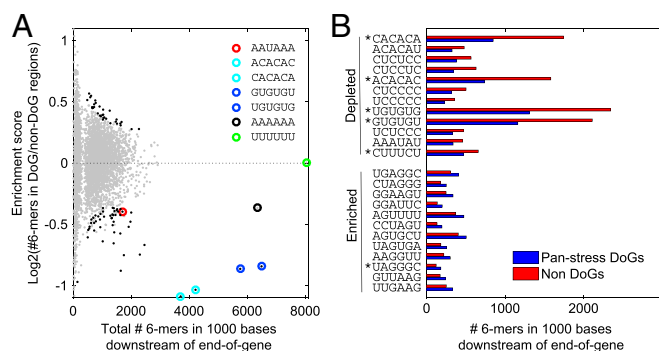 A
Enrichment score
Log2(#6-mers in DoG/non-DoG regions)
1
0.5
0
-0.5
-1
0 2000 4000 6000 8000
Total # 6-mers in 1000 bases
downstream of end-of-gene
AAUAAA
ACACAC
CACACA
GUGUGU
UGUGUG
AAAAAA
UUUUUU
B
Depleted
*CACACA
ACACAU
CUCUCC
CUCCUC
*ACACAC
CUCCCC
UCCCCC
*UGUGUG
*GUGUGU
UCUCCC
AAAUAU
*CUUUCU
Enriched
UGAGGC
CUAGGG
GGAAGU
GGAUUC
AGUUUU
CCUAGU
AGUGCU
UAGUGA
AAGGUU
*UAGGGC
GUUAAG
UUGAAG
Pan-stress DoGs
Non DoGs
0 1000 2000
# 6-mers in 1000 bases
downstream of end-of-gene